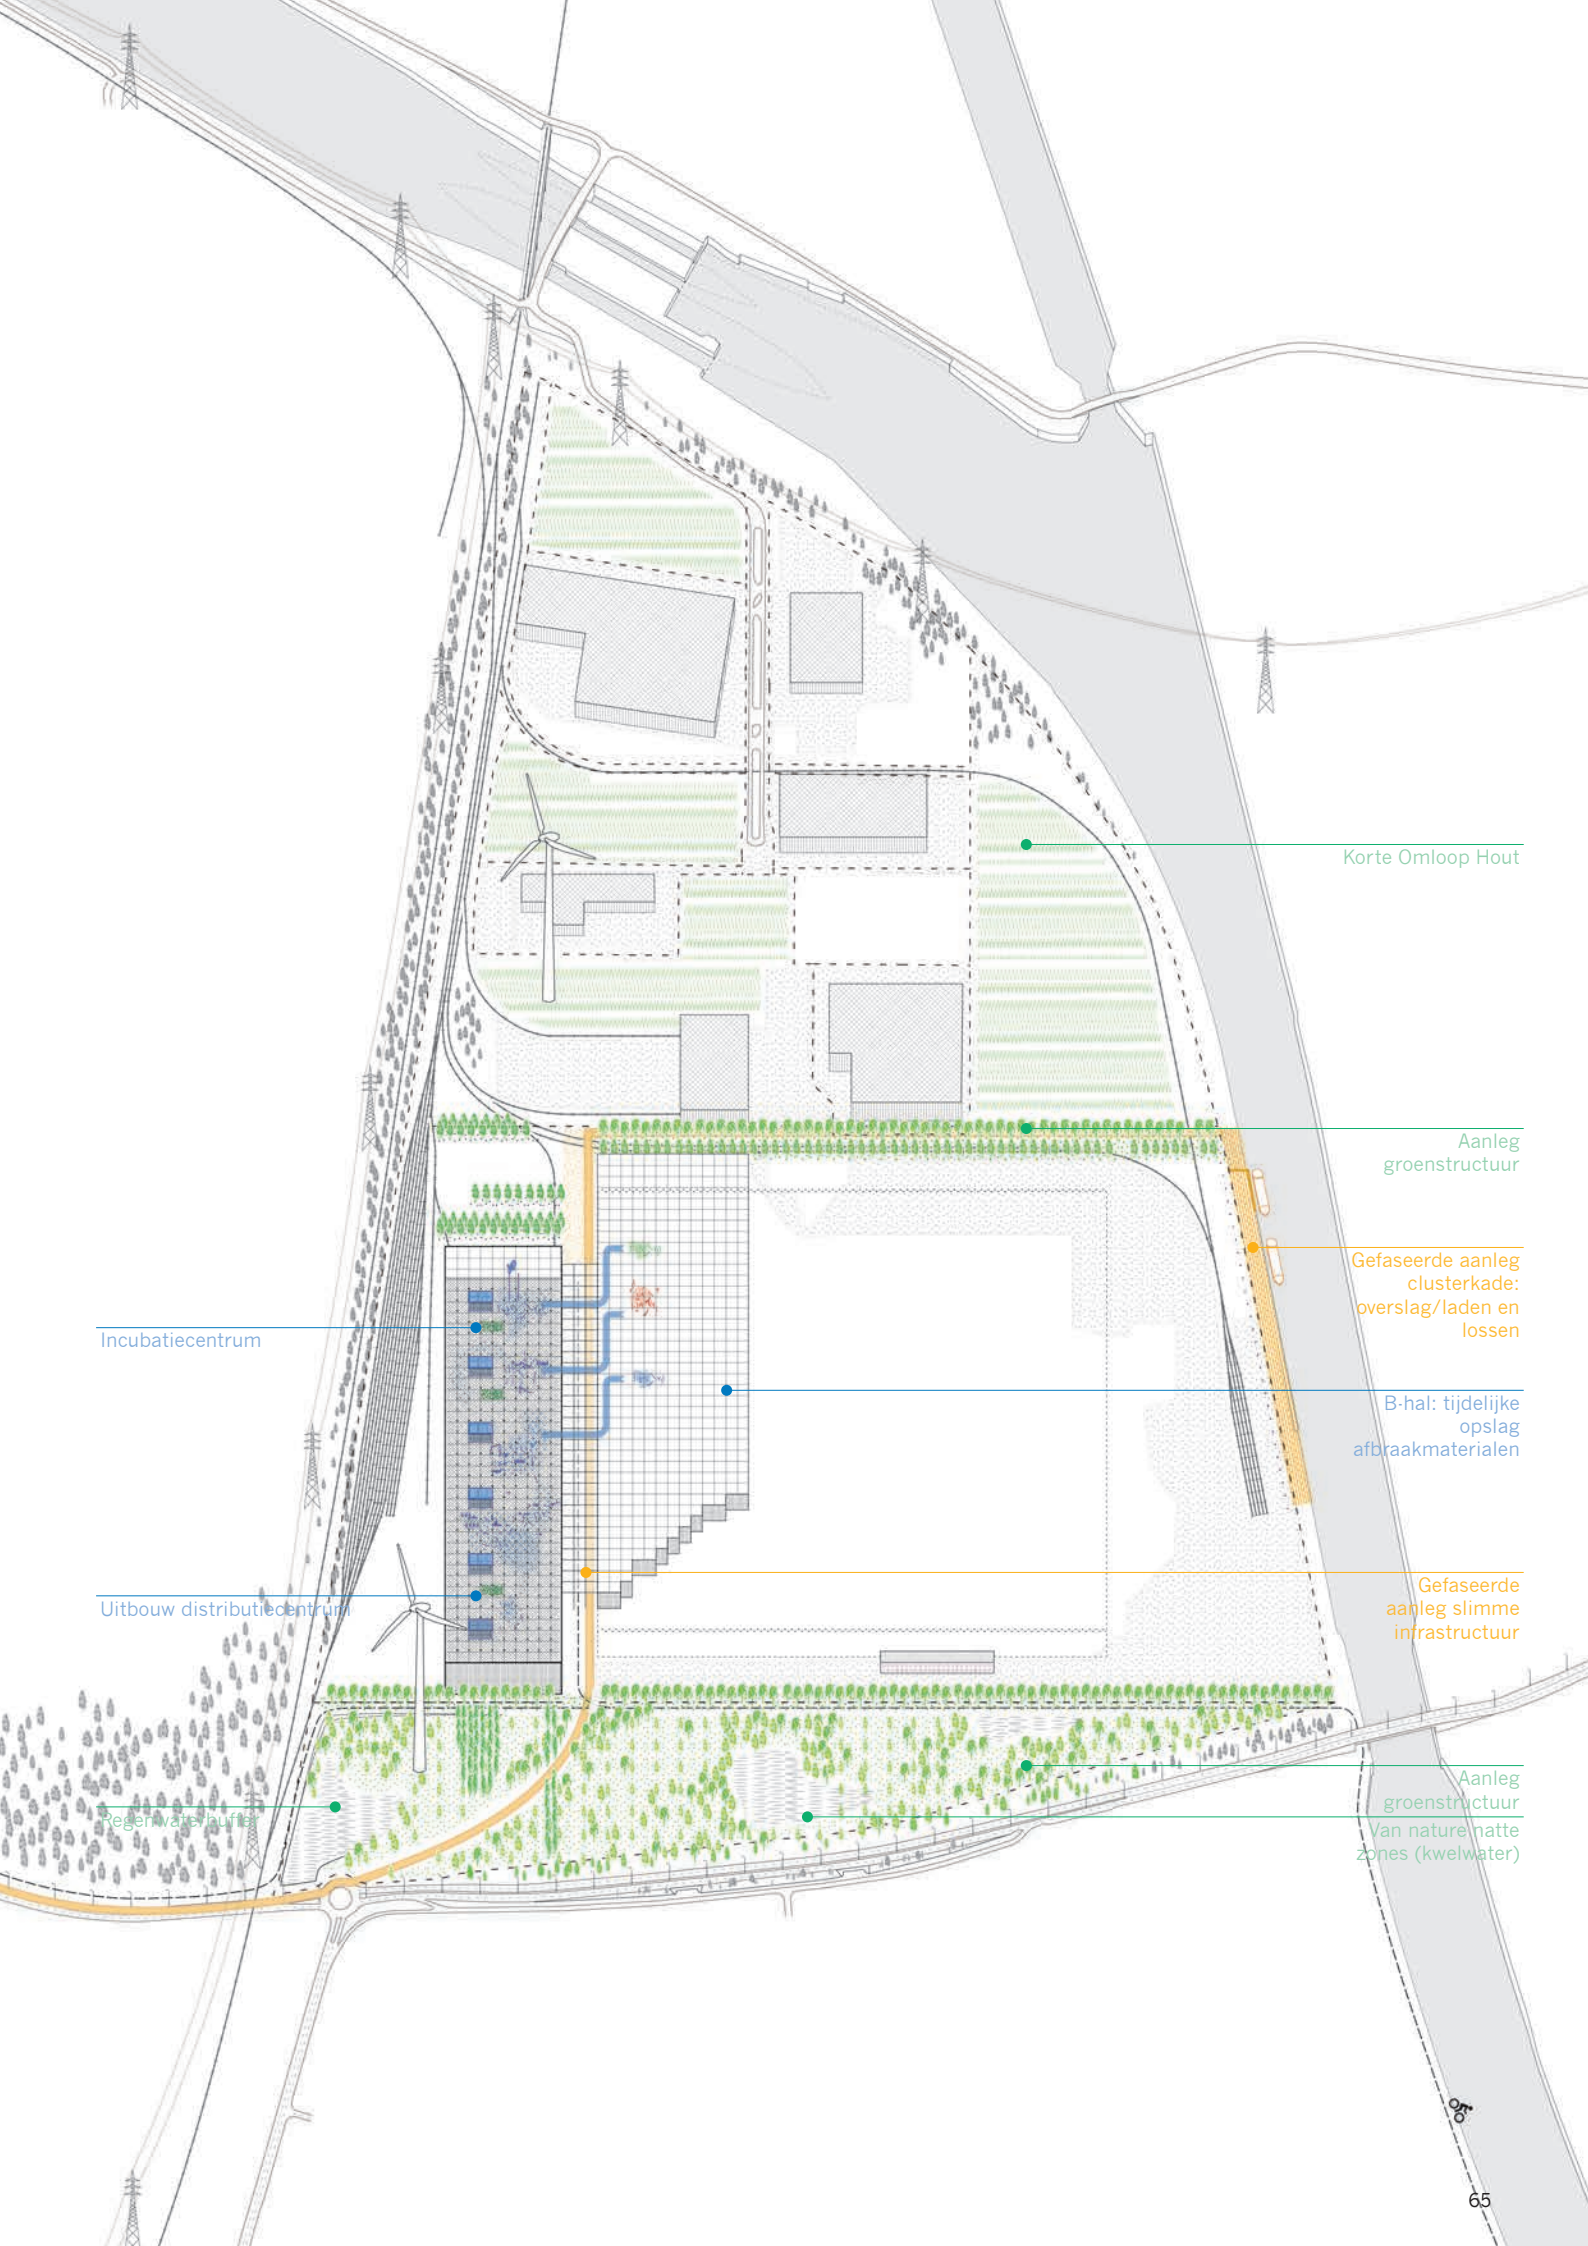 Korte Omloop Hout
Aanleg
groenstructuur
Gefaseerde aanleg
clusterkade:
overslag/laden en
lossen
Incubatiecentrum
B-hal: tijdelijke
opslag
afbraakmaterialen
Gefaseerde
aanleg slimme
infrastructuur
Uitbouw distributiecentrum
Aanleg
groenstructuur
Regenwaterbuffer
Van nature natte
zones (kwelwater)
65